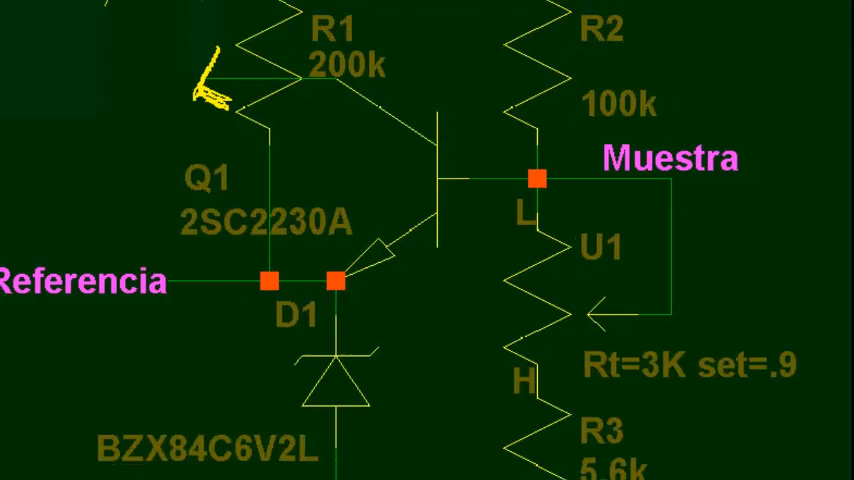 R1
200k
R2
100k
Muestra
Q1
2SC2230A
L
U1
Referencia
D1
Rt=3K set=.9
H
BZX84C6V2L
R3
5.6k